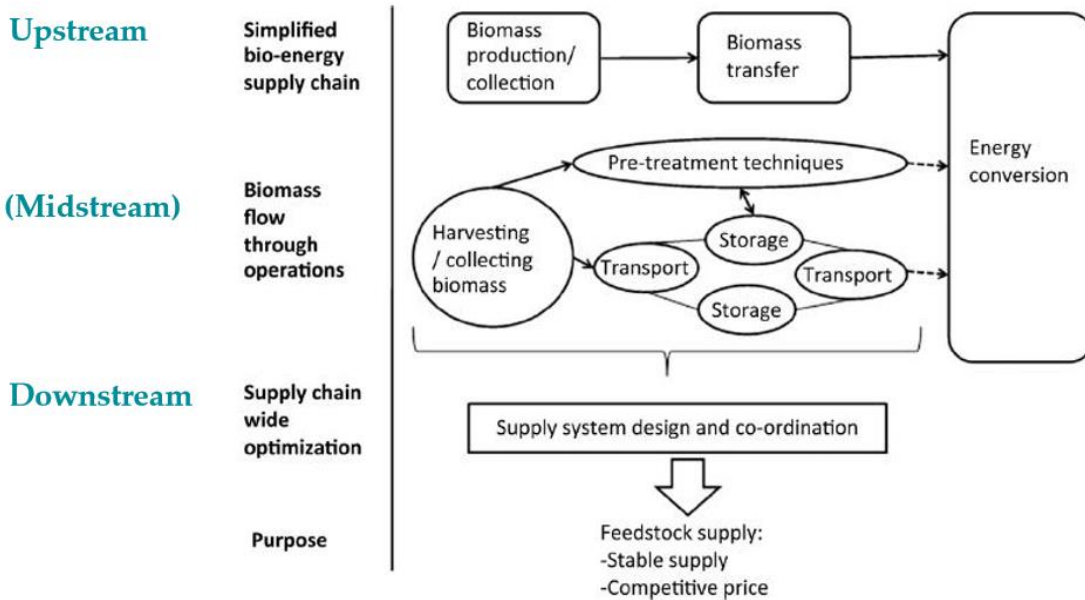 Upstream
Simplified
bio-energy
supply chain
Biomass
production/
collection
Biomass
transfer
Energy
conversion
(Midstream)
Biomass
flow
through
operations
Pre-treatment techniques
Harvesting
/ collecting
biomass
Storage
Transport
Transport
Storage
Downstream
Supply chain
wide
optimization
Supply system design and co-ordination
Purpose
Feedstock supply:
-Stable supply
-Competitive price